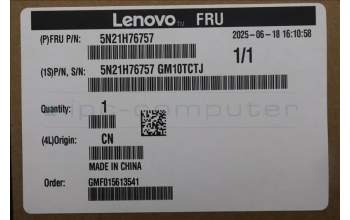 Lenovo™ FRU
(P)FRU P/N: 5N21H76757 2025-06-18 16:10:58
1/1
(1S)P/N, S/N: 5N21H76757 GM10TCTJ
Quantity: 1
(4L)Origin: CN
MADE IN CHINA
Order: GMF015613541